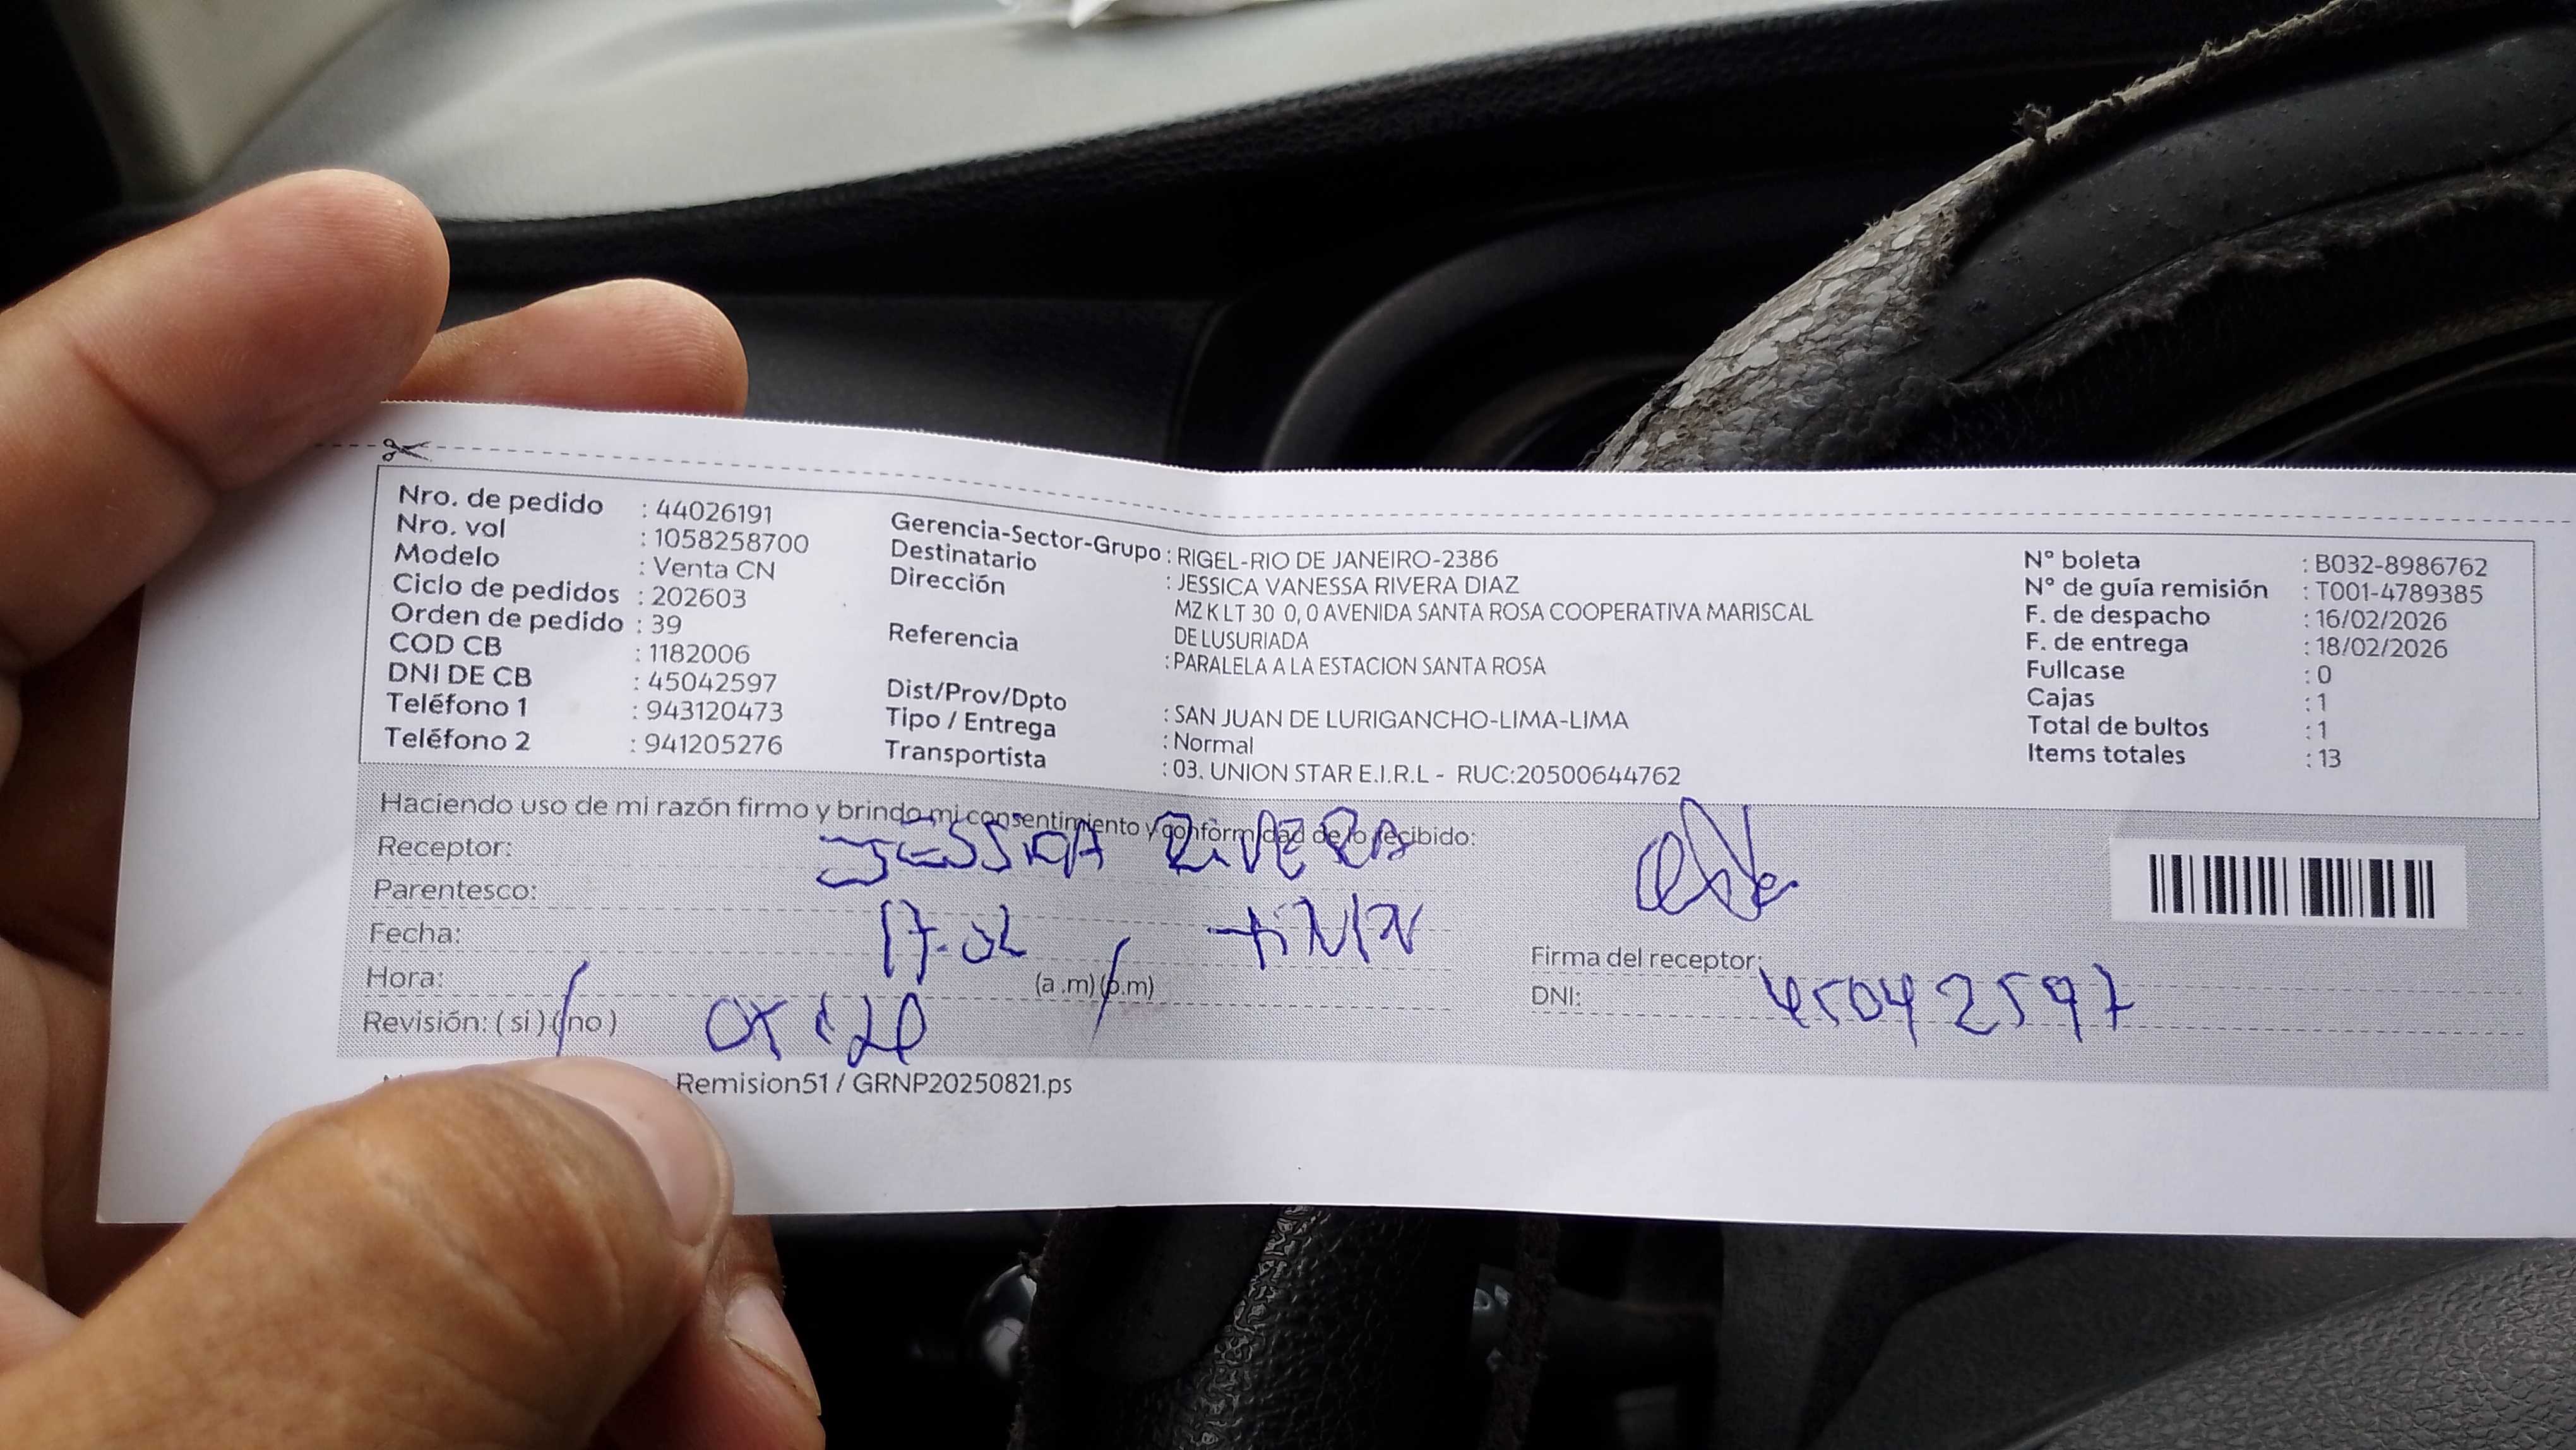 Nro. de pedido : 44026191
Nro. vol : 1058258700
Modelo : Venta CN
Ciclo de pedidos : 202603
Orden de pedido : 39
COD CB : 1182006
DNI DE CB : 45042597
Teléfono 1 : 943120473
Teléfono 2 : 941205276
Gerencia-Sector-Grupo : RIGEL-RIO DE JANEIRO-2386
Destinatario : JESSICA VANESSA RIVERA DIAZ
Dirección MZ K LT 30 0, 0 AVENIDA SANTA ROSA COOPERATIVA MARISCAL
DE LUSURIADA
Referencia : PARALELA A LA ESTACION SANTA ROSA
Dist/Prov/Dpto : SAN JUAN DE LURIGANCHO-LIMA-LIMA
Tipo / Entrega : Normal
Transportista : 03. UNION STAR E.I.R.L - RUC:20500644762
N° boleta : B032-8986762
N° de guía remisión : T001-4789385
F. de despacho : 16/02/2026
F. de entrega : 18/02/2026
Fullcase : 0
Cajas : 1
Total de bultos : 1
Items totales : 13
Haciendo uso de mi razón firmo y brindo mi consentimiento y conformidad de lo recibido:
Receptor: JESSICA RIVERA
Parentesco:
Fecha: 17-02
Hora: (a .m) (p.m)
Revisión: ( si ) ( no )
Firma del receptor:
DNI: 45042597
Remision51 / GRNP20250821.ps